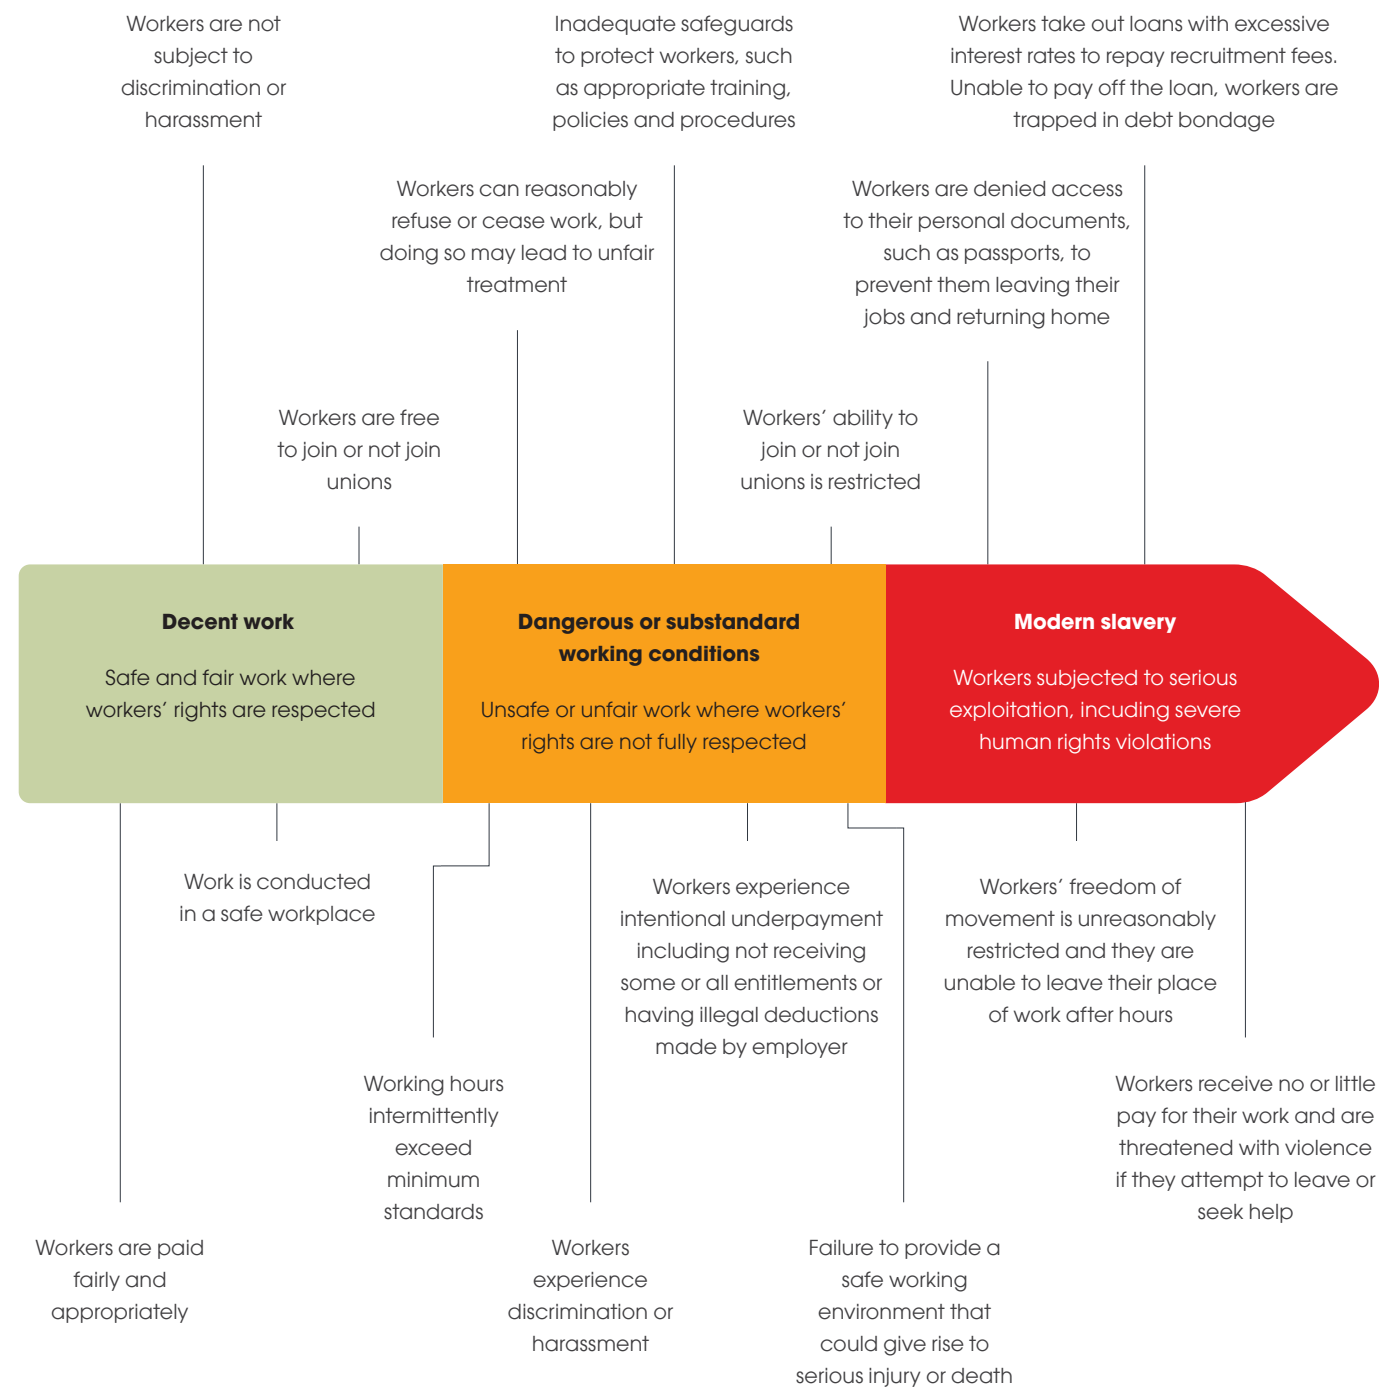 Workers are not
subject to
discrimination or
harassment
Inadequate safeguards
to protect workers, such
as appropriate training,
policies and procedures
Workers take out loans with excessive
interest rates to repay recruitment fees.
Unable to pay off the loan, workers are
trapped in debt bondage
Workers can reasonably
refuse or cease work, but
doing so may lead to unfair
treatment
Workers are denied access
to their personal documents,
such as passports, to
prevent them leaving their
jobs and returning home
Workers are free
to join or not join
unions
Workers’ ability to
join or not join
unions is restricted
Decent work
Safe and fair work where
workers’ rights are respected
Dangerous or substandard
working conditions
Unsafe or unfair work where workers’
rights are not fully respected
Modern slavery
Workers subjected to serious
exploitation, incuding severe
human rights violations
Work is conducted
in a safe workplace
Workers experience
intentional underpayment
including not receiving
some or all entitlements or
having illegal deductions
made by employer
Workers’ freedom of
movement is unreasonably
restricted and they are
unable to leave their place
of work after hours
Working hours
intermittently
exceed
minimum
standards
Workers receive no or little
pay for their work and are
threatened with violence
if they attempt to leave or
seek help
Workers are paid
fairly and
appropriately
Workers
experience
discrimination or
harassment
Failure to provide a
safe working
environment that
could give rise to
serious injury or death